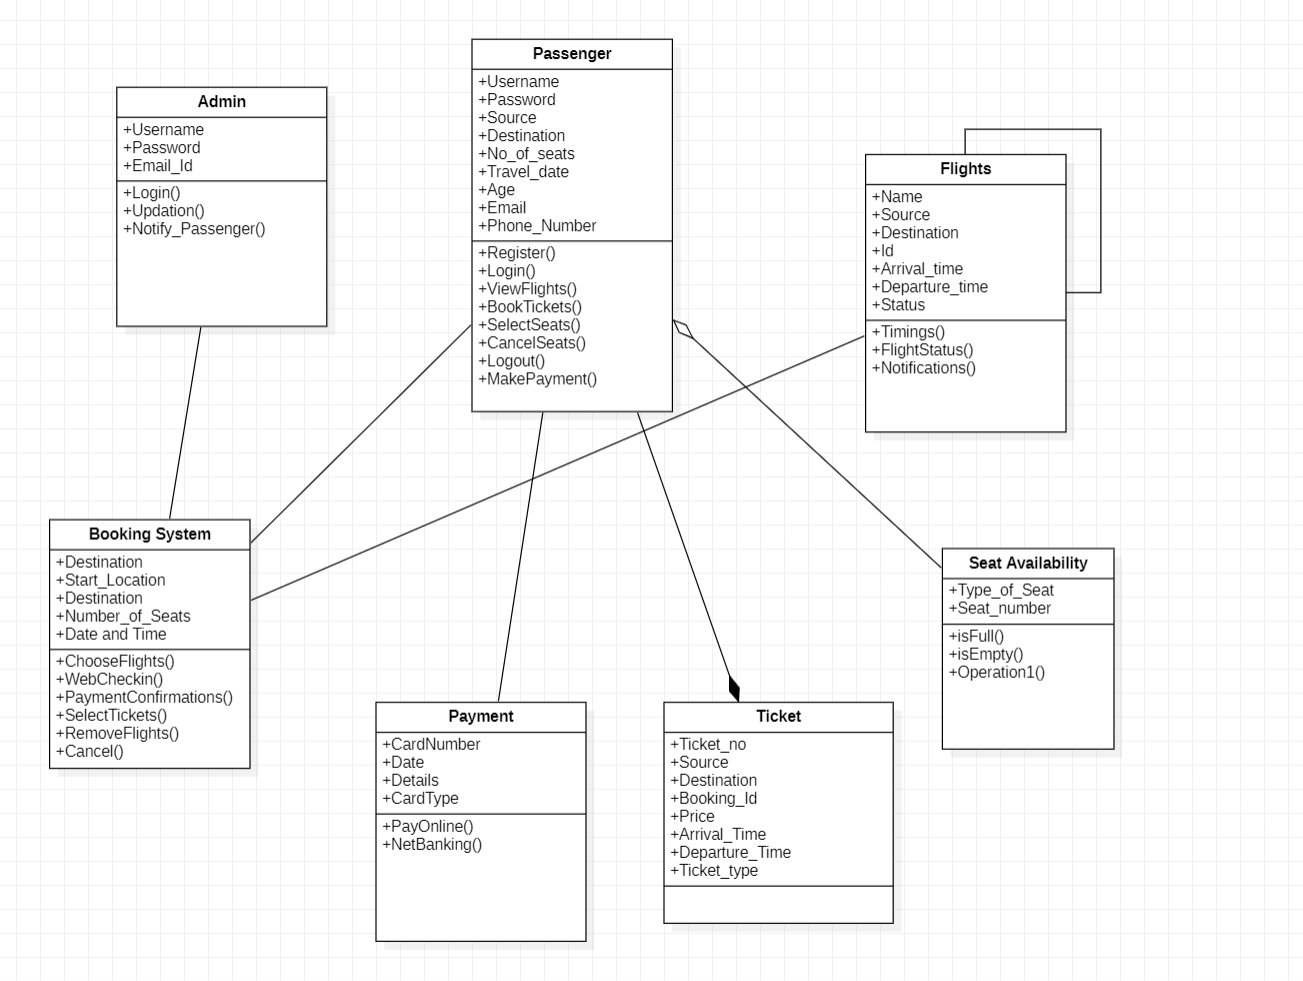 Passenger
+Username
+Password
+Source
+Destination
+No_of_seats
+Travel_date
+Age
+Email
+Phone_Number
+Register()
+Login()
+ViewFlights()
+BookTickets()
+SelectSeats()
+CancelSeats()
+Logout()
+MakePayment()
Admin
+Username
+Password
+Email_Id
+Login()
+Updation()
+Notify_Passenger()
Flights
+Name
+Source
+Destination
+Id
+Arrival_time
+Departure_time
+Status
+Timings()
+FlightStatus()
+Notifications()
Booking System
+Destination
+Start_Location
+Destination
+Number_of_Seats
+Date and Time
+ChooseFlights()
+WebCheckin()
+PaymentConfirmations()
+SelectTickets()
+RemoveFlights()
+Cancel()
Seat Availability
+Type_of_Seat
+Seat_number
+isFull()
+isEmpty()
+Operation1()
Payment
+CardNumber
+Date
+Details
+CardType
+PayOnline()
+NetBanking()
Ticket
+Ticket_no
+Source
+Destination
+Booking_Id
+Price
+Arrival_Time
+Departure_Time
+Ticket_type